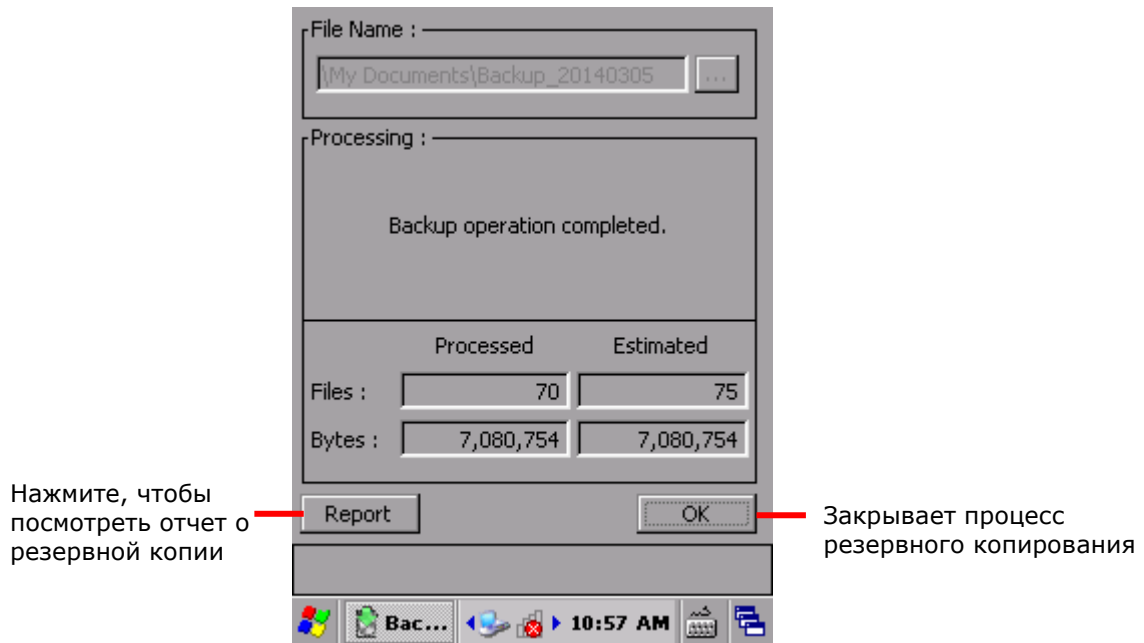 File Name :
\My Documents\Backup_20140305 ...
Processing :
Backup operation completed.
Processed Estimated
Files : 70 75
Bytes : 7,080,754 7,080,754
Report OK
Нажмите, чтобы
посмотреть отчет о
резервной копии
Закрывает процесс
резервного копирования
Bac... 10:57 AM